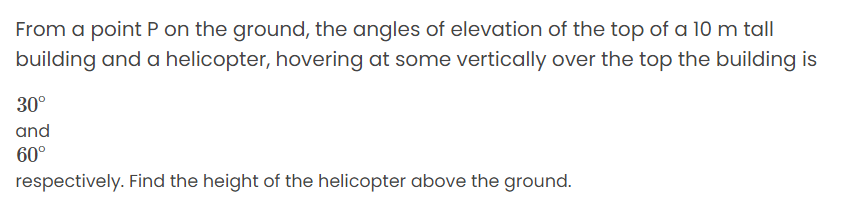 From a point P on the ground, the angles of elevation of the top of a 10 m tall
building and a helicopter, hovering at some vertically over the top the building is
30°
and
60°
respectively. Find the height of the helicopter above the ground.